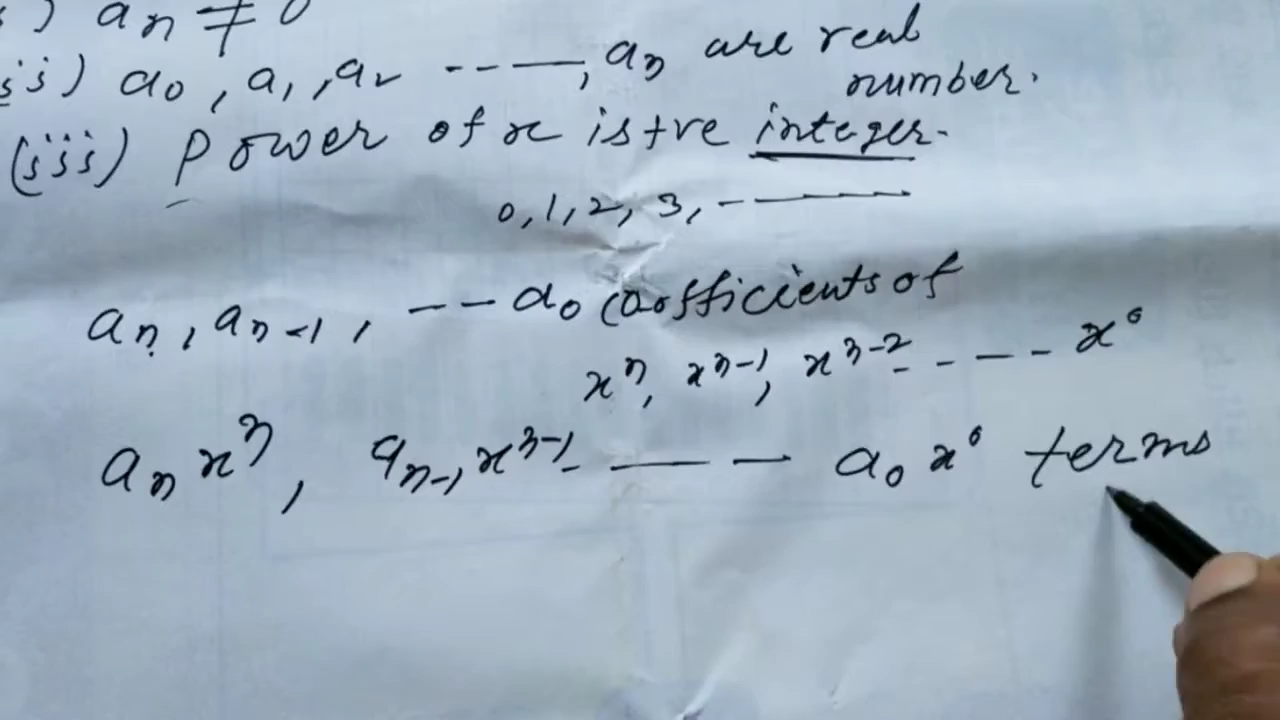 ) aₙ ≠ 0
ii) a₀, a₁, a₂ -----, aₙ are real
number.
(iii) Power of x is +ve integer.
0, 1, 2, 3, -----
aₙ, aₙ₋₁, --- a₀ coefficients of
xⁿ, xⁿ⁻¹, xⁿ⁻² ---- x⁰
aₙxⁿ, aₙ₋₁xⁿ⁻¹ ---- a₀x⁰ terms